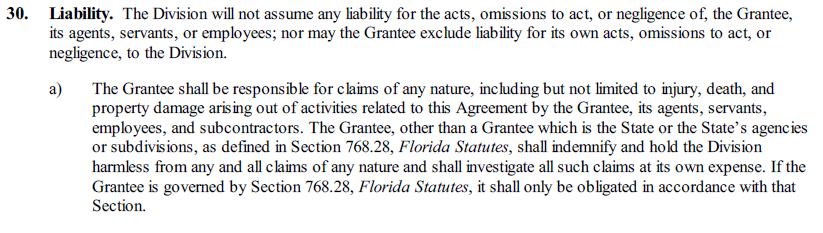 30. Liability. The Division will not assume any liability for the acts, omissions to act, or negligence of, the Grantee,
its agents, servants, or employees; nor may the Grantee exclude liability for its own acts, omissions to act, or
negligence, to the Division.
a) The Grantee shall be responsible for claims of any nature, including but not limited to injury, death, and
property damage arising out of activities related to this Agreement by the Grantee, its agents, servants,
employees, and subcontractors. The Grantee, other than a Grantee which is the State or the State’s agencies
or subdivisions, as defined in Section 768.28, Florida Statutes, shall indemnify and hold the Division
harmless from any and all claims of any nature and shall investigate all such claims at its own expense. If the
Grantee is governed by Section 768.28, Florida Statutes, it shall only be obligated in accordance with that
Section.